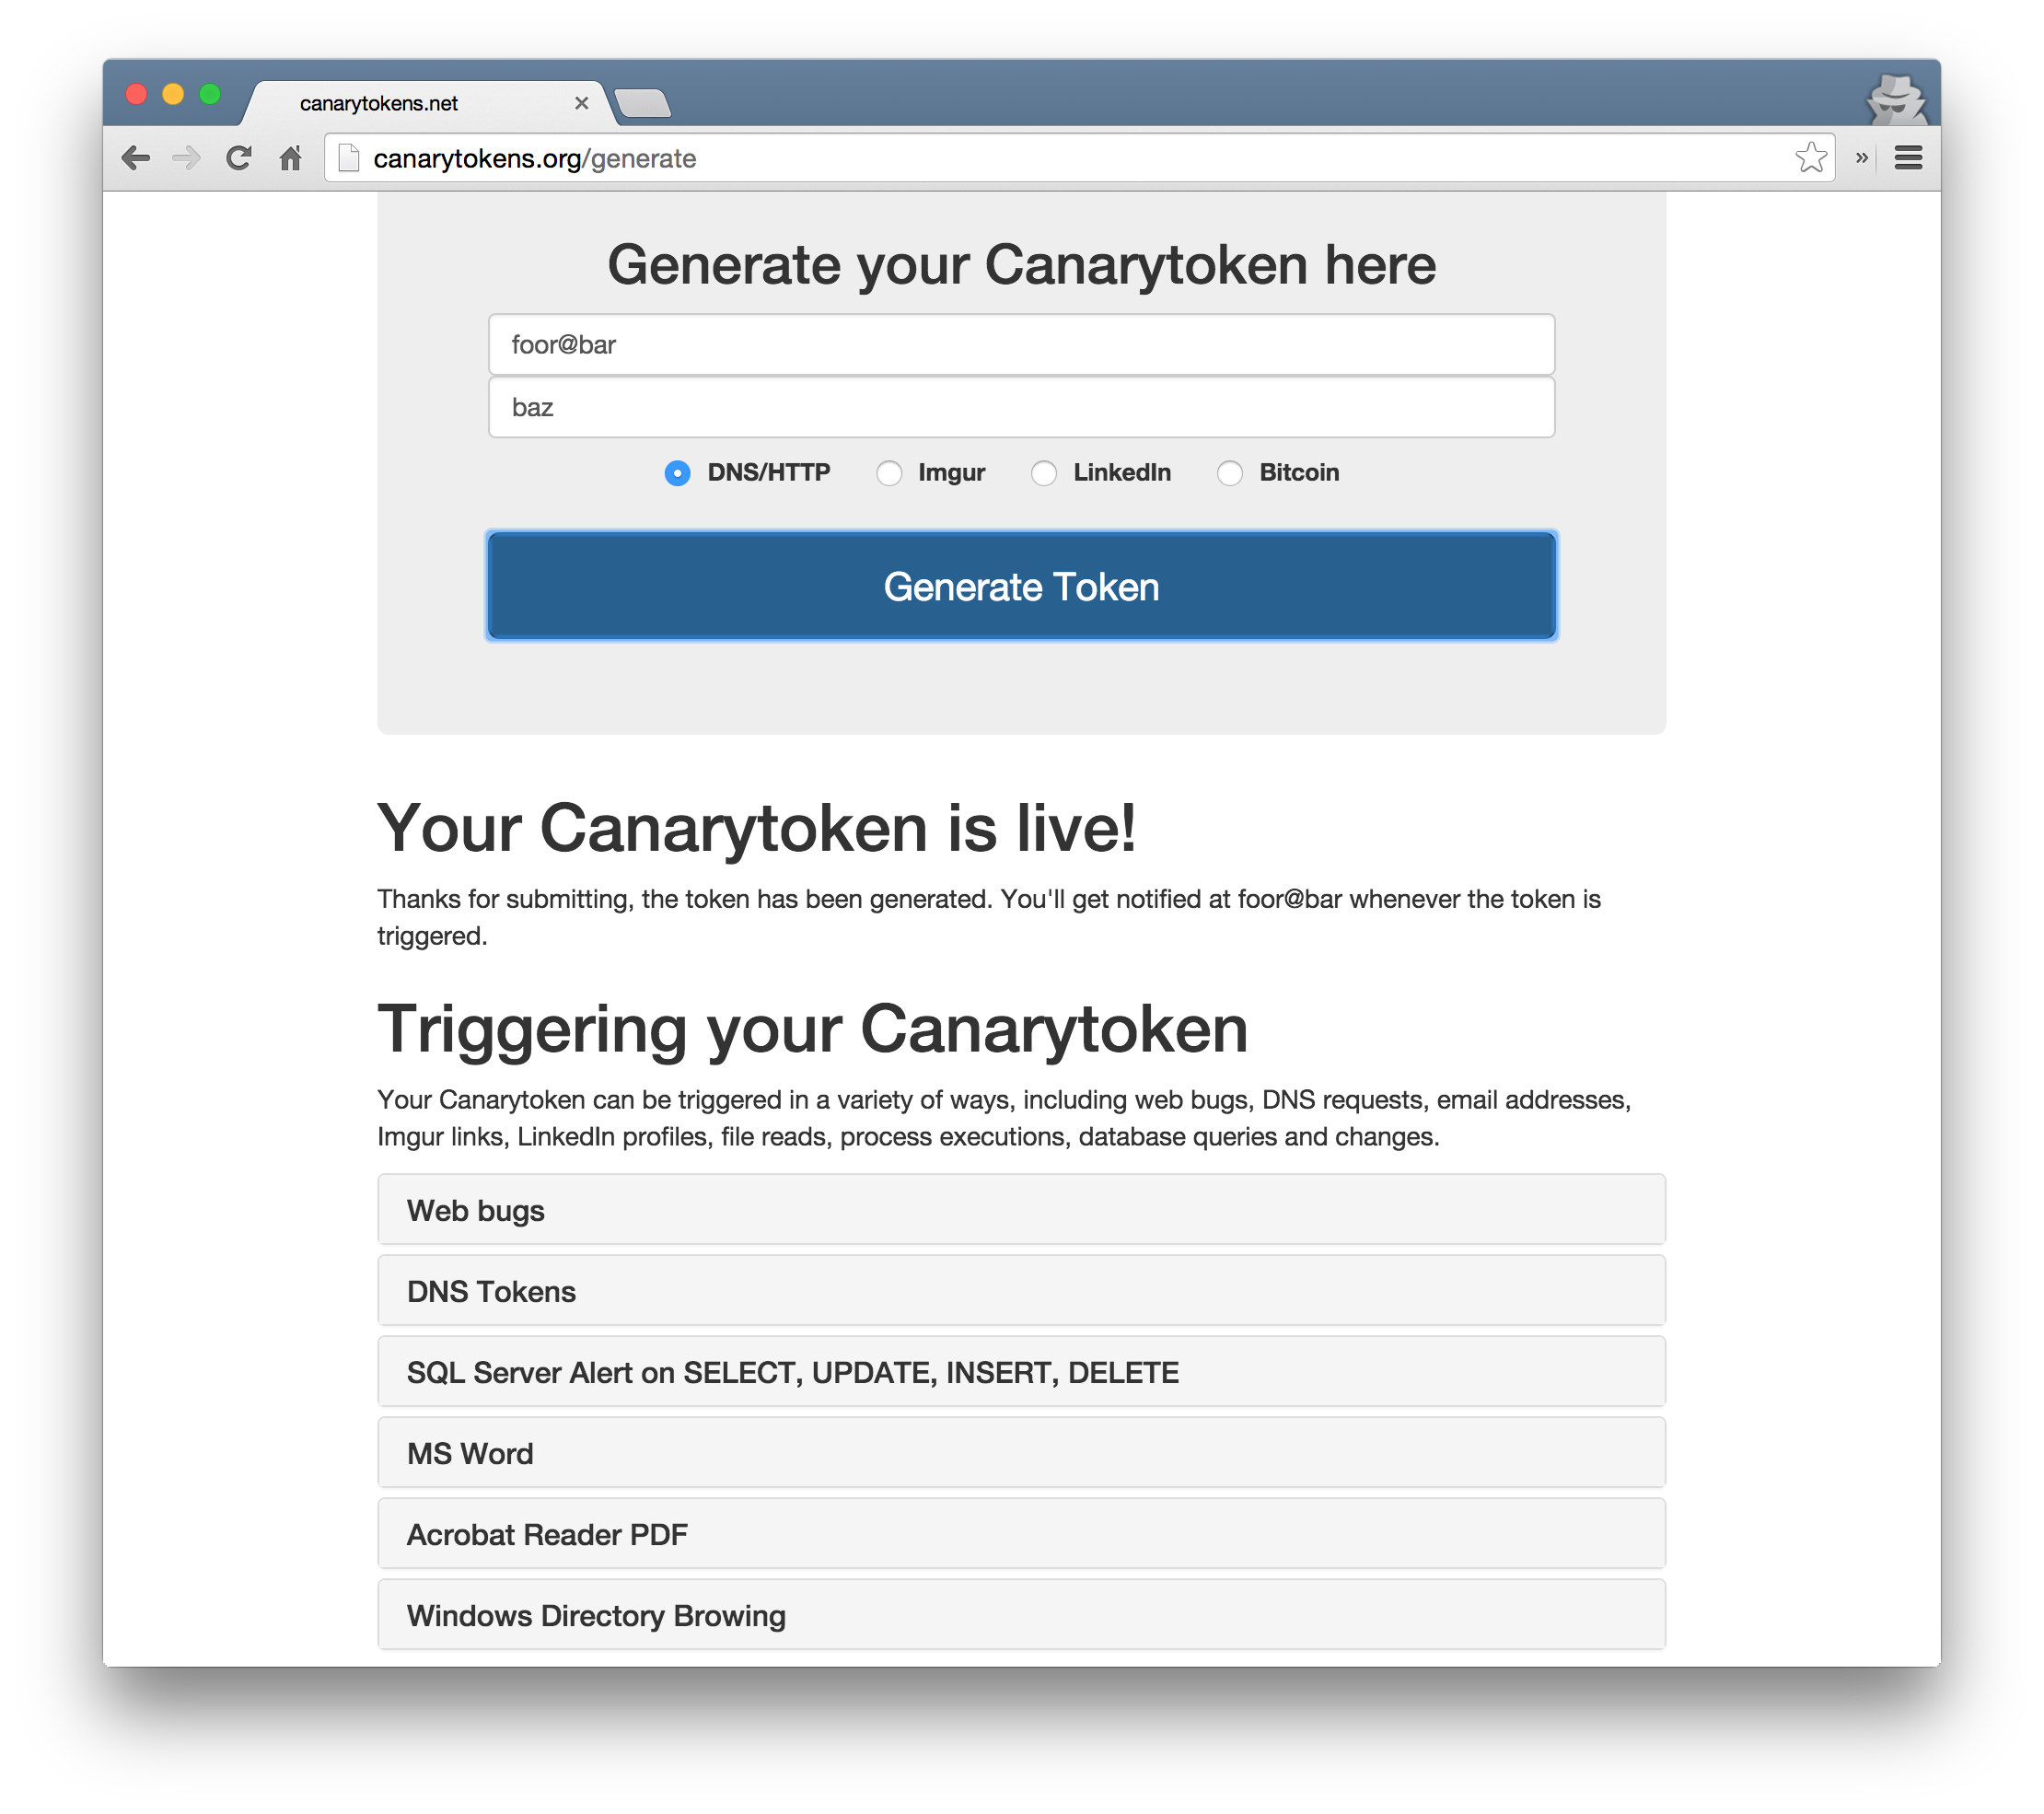 canarytokens.net
canarytokens.org/generate
Generate your Canarytoken here
foor@bar
baz
DNS/HTTP Imgur LinkedIn Bitcoin
Generate Token
Your Canarytoken is live!
Thanks for submitting, the token has been generated. You'll get notified at foor@bar whenever the token is
triggered.
Triggering your Canarytoken
Your Canarytoken can be triggered in a variety of ways, including web bugs, DNS requests, email addresses,
Imgur links, LinkedIn profiles, file reads, process executions, database queries and changes.
Web bugs
DNS Tokens
SQL Server Alert on SELECT, UPDATE, INSERT, DELETE
MS Word
Acrobat Reader PDF
Windows Directory Browing